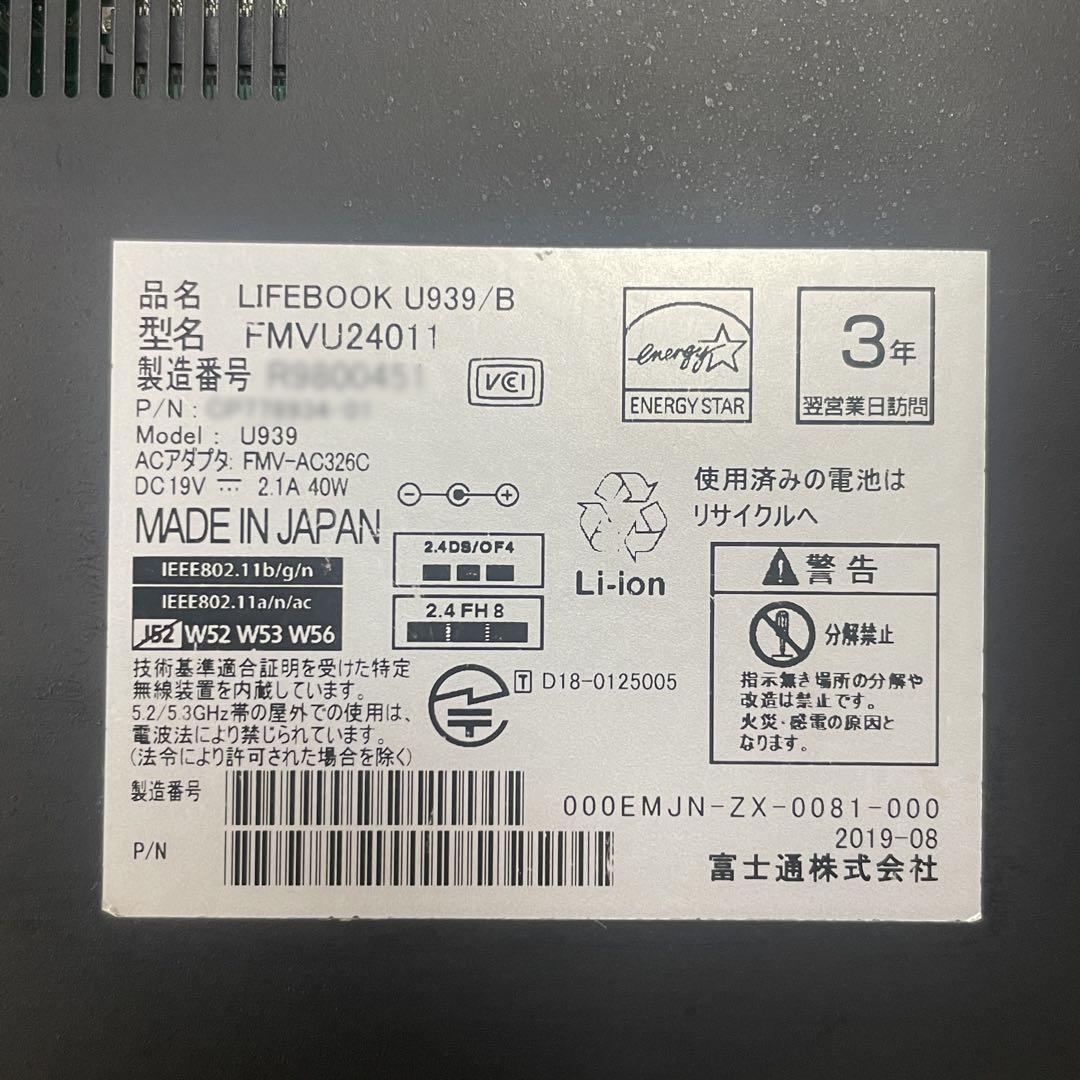 品名 LIFEBOOK U939/B
型名 FMVU24011
製造番号
P/N :
Model : U939
ACアダプタ: FMV-AC326C
DC19V 2.1A 40W
MADE IN JAPAN
VCCI
energy
ENERGY STAR
3年
翌営業日訪問
IEEE802.11b/g/n
IEEE802.11a/n/ac
J52 W52 W53 W56
2.4DS/OF4
2.4FH8
Li-ion
使用済みの電池は
リサイクルへ
警告
分解禁止
指示無き場所の分解や
改造は禁止です。
火災・感電の原因と
なります。
技術基準適合証明を受けた特定
無線装置を内蔵しています。
5.2/5.3GHz帯の屋外での使用は、
電波法により禁じられています。
(法令により許可された場合を除く)
T D18-0125005
製造番号
P/N
000EMJN-ZX-0081-000
2019-08
富士通株式会社